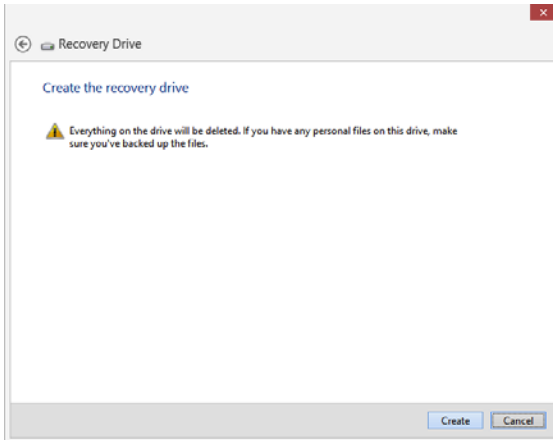 Recovery Drive
Create the recovery drive
Everything on the drive will be deleted. If you have any personal files on this drive, make
sure you've backed up the files.
Create Cancel